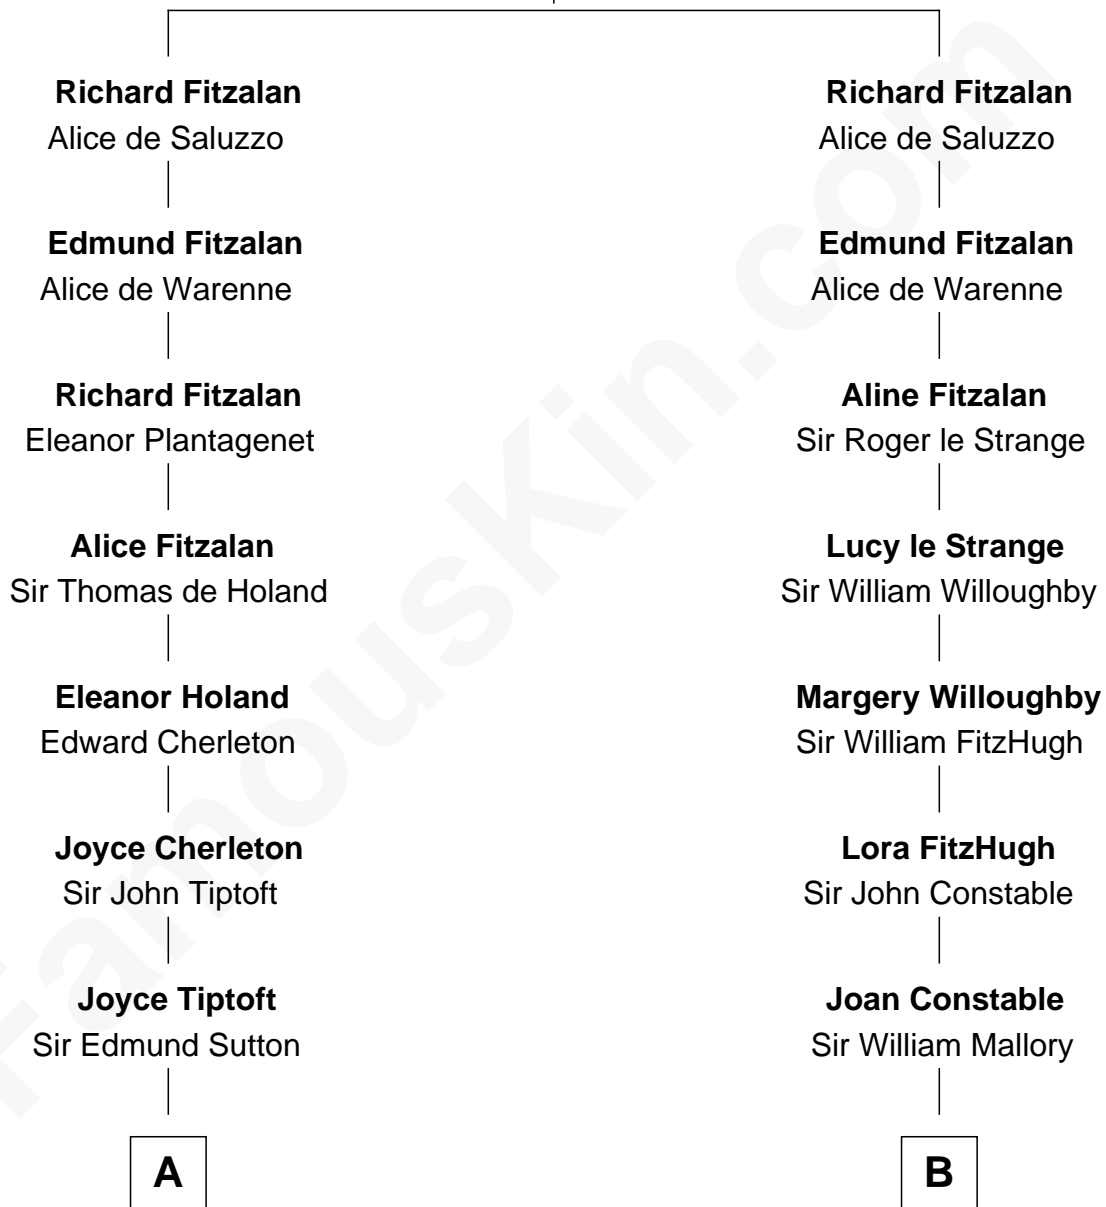 Richard Fitzalan
Alice de Saluzzo
Edmund Fitzalan
Alice de Warenne
Richard Fitzalan
Eleanor Plantagenet
Alice Fitzalan
Sir Thomas de Holand
Eleanor Holand
Edward Cherleton
Joyce Cherleton
Sir John Tiptoft
Joyce Tiptoft
Sir Edmund Sutton
A
Richard Fitzalan
Alice de Saluzzo
Edmund Fitzalan
Alice de Warenne
Aline Fitzalan
Sir Roger le Strange
Lucy le Strange
Sir William Willoughby
Margery Willoughby
Sir William FitzHugh
Lora FitzHugh
Sir John Constable
Joan Constable
Sir William Mallory
B
FamousKin.com